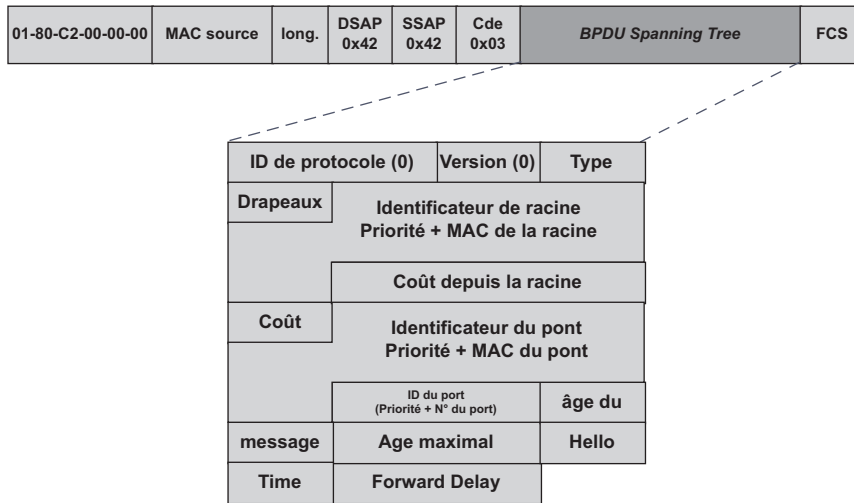 01-80-C2-00-00-00 MAC source long. DSAP 0x42 SSAP 0x42 Cde 0x03 BPDU Spanning Tree FCS
ID de protocole (0) Version (0) Type
Drapeaux
Identificateur de racine
Priorité + MAC de la racine
Coût depuis la racine
Coût
Identificateur du pont
Priorité + MAC du pont
ID du port
(Priorité + N° du port)
âge du
message Age maximal Hello
Time Forward Delay